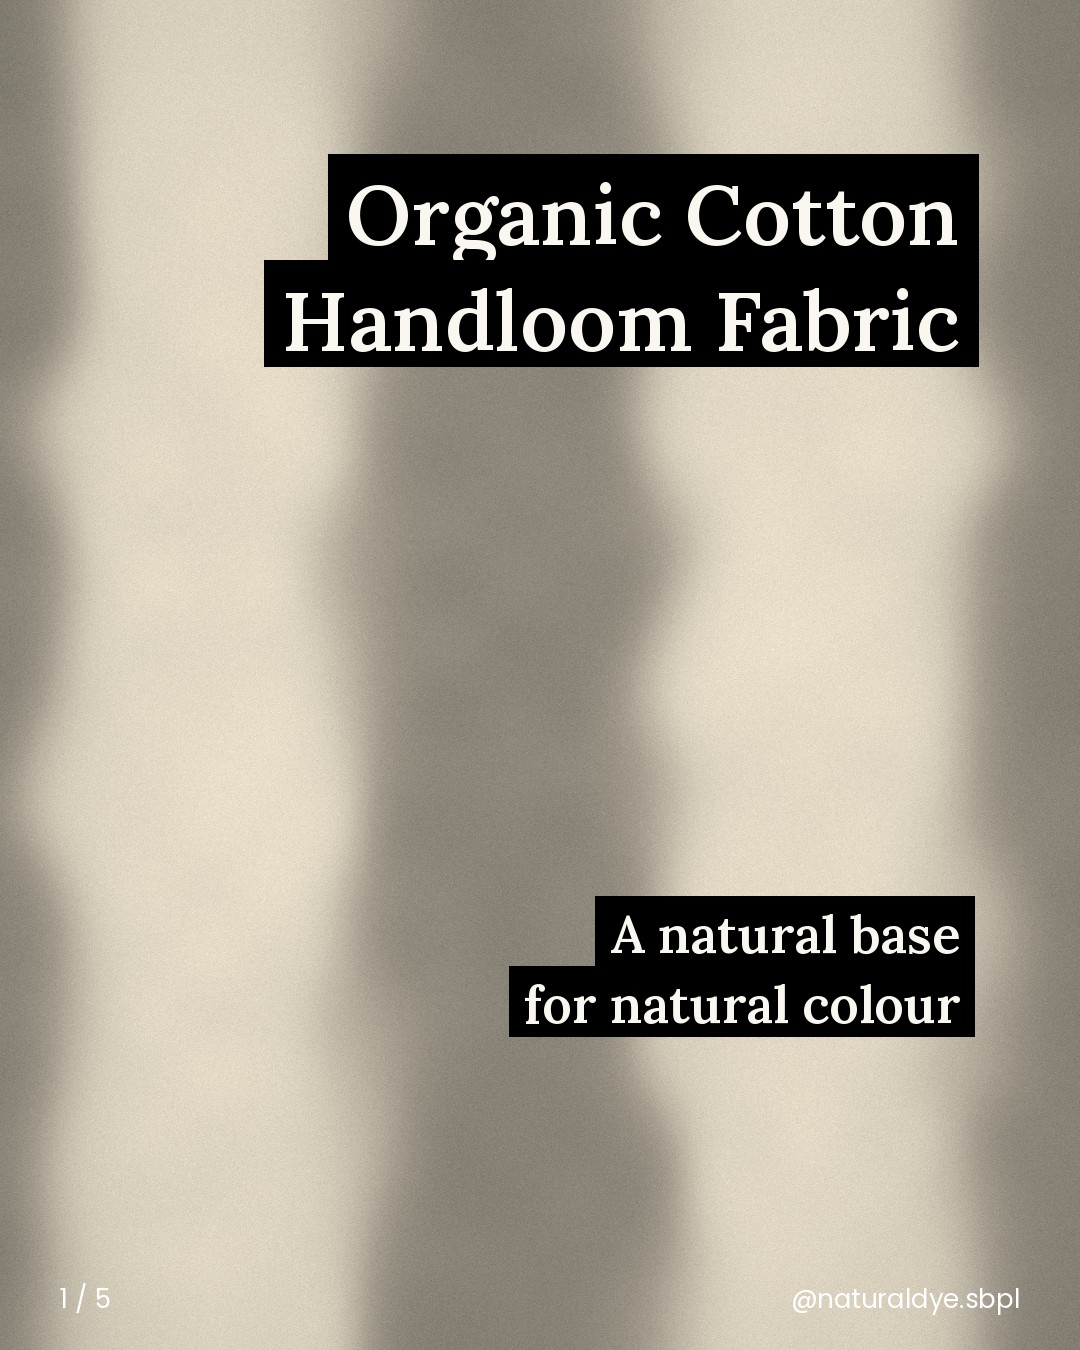 Organic Cotton
Handloom Fabric
A natural base
for natural colour
1 / 5
@naturaldye.sbpl